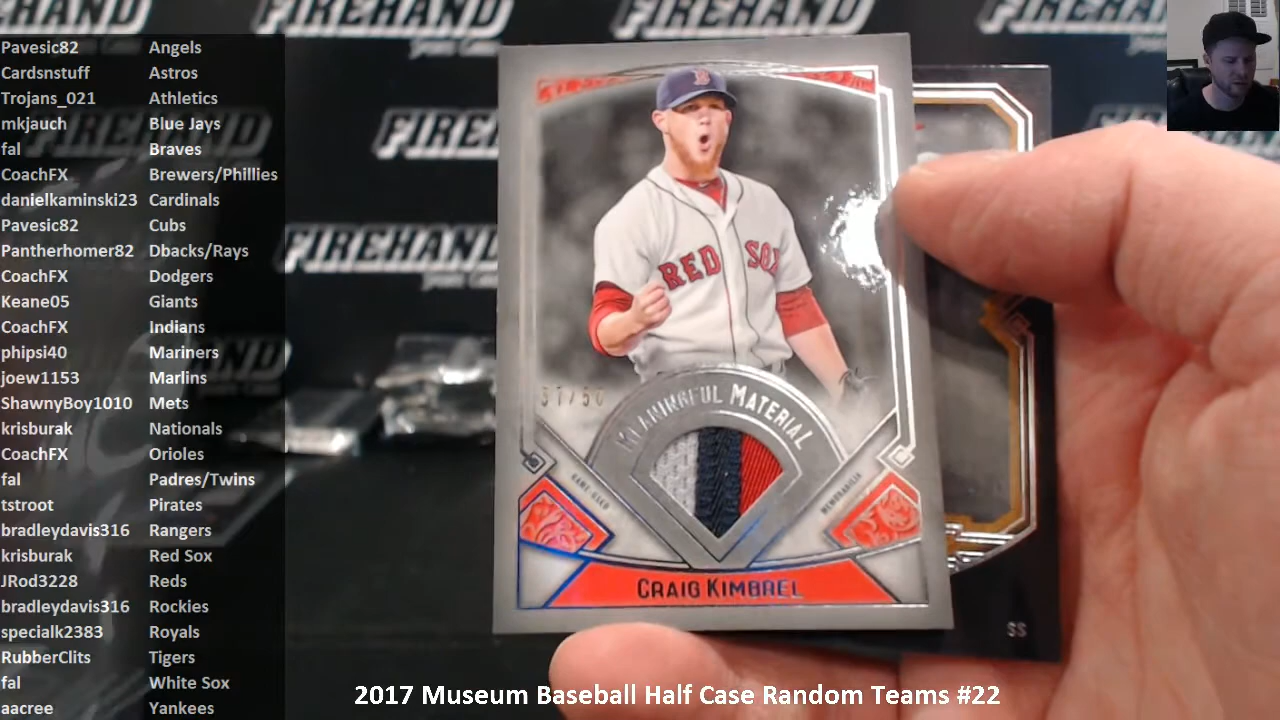 Pavesic82 Angels
Cardsnstuff Astros
Trojans_021 Athletics
mkjauch Blue Jays
fal Braves
CoachFX Brewers/Phillies
danielkaminski23 Cardinals
Pavesic82 Cubs
Pantherhomer82 Dbacks/Rays
CoachFX Dodgers
Keane05 Giants
CoachFX Indians
phipsi40 Mariners
joew1153 Marlins
ShawnyBoy1010 Mets
krisburak Nationals
CoachFX Orioles
fal Padres/Twins
tstroot Pirates
bradleydavis316 Rangers
krisburak Red Sox
JRod3228 Reds
bradleydavis316 Rockies
specialk2383 Royals
RubberClits Tigers
fal White Sox
aacree Yankees
FIREHAND
FIREHAND
FIREHAND
RED SOX
MEANINGFUL MATERIAL
GAME-USED
MEMORABILIA
CRAIG KIMBREL
SS
2017 Museum Baseball Half Case Random Teams #22